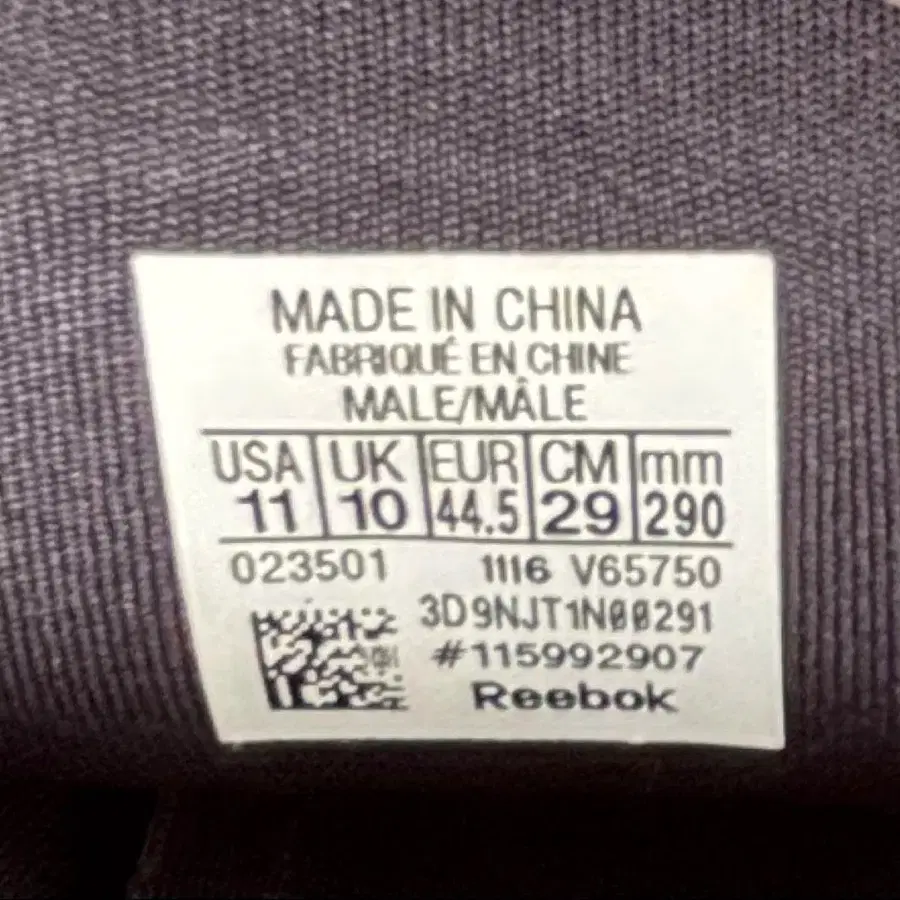 MADE IN CHINA
FABRIQUÉ EN CHINE
MALE/MÂLE
USA UK EUR CM mm
11 10 44.5 29 290
023501 1116 V65750
3D9NJT1N00291
#115992907
Reebok